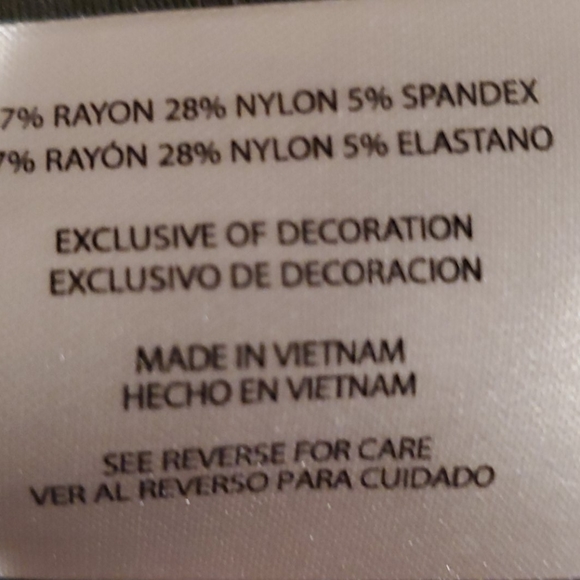 7% RAYON 28% NYLON 5% SPANDEX
7% RAYÓN 28% NYLON 5% ELASTANO
EXCLUSIVE OF DECORATION
EXCLUSIVO DE DECORACION
MADE IN VIETNAM
HECHO EN VIETNAM
SEE REVERSE FOR CARE
VER AL REVERSO PARA CUIDADO